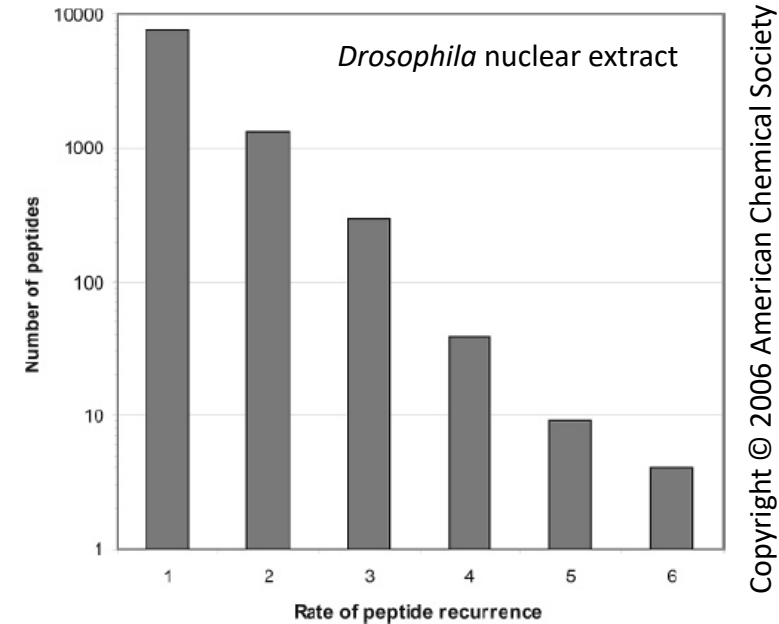 Drosophila nuclear extract
Number of peptides
10000
1000
100
10
1
1
2
3
4
5
6
Rate of peptide recurrence
Copyright © 2006 American Chemical Society